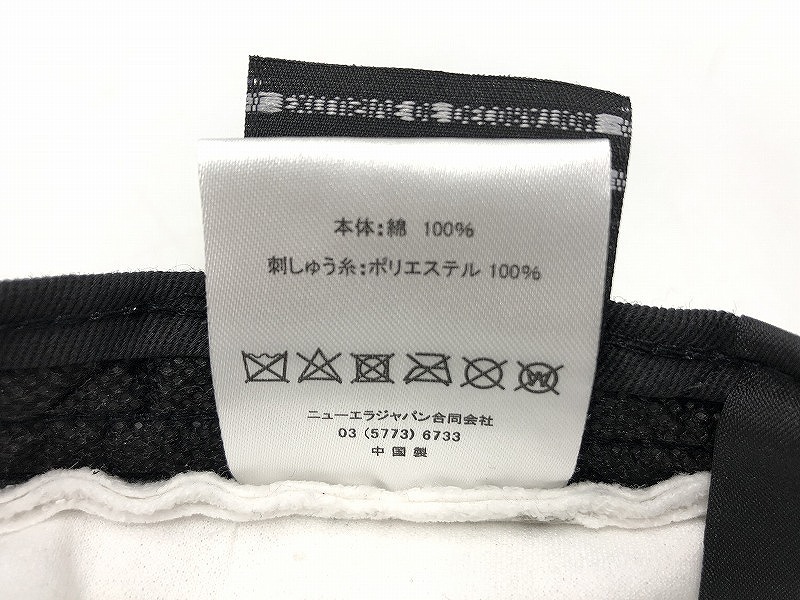 本体:綿 100%
刺しゅう糸:ポリエステル 100%
ニューエラジャパン合同会社
03 (5773) 6733
中国製